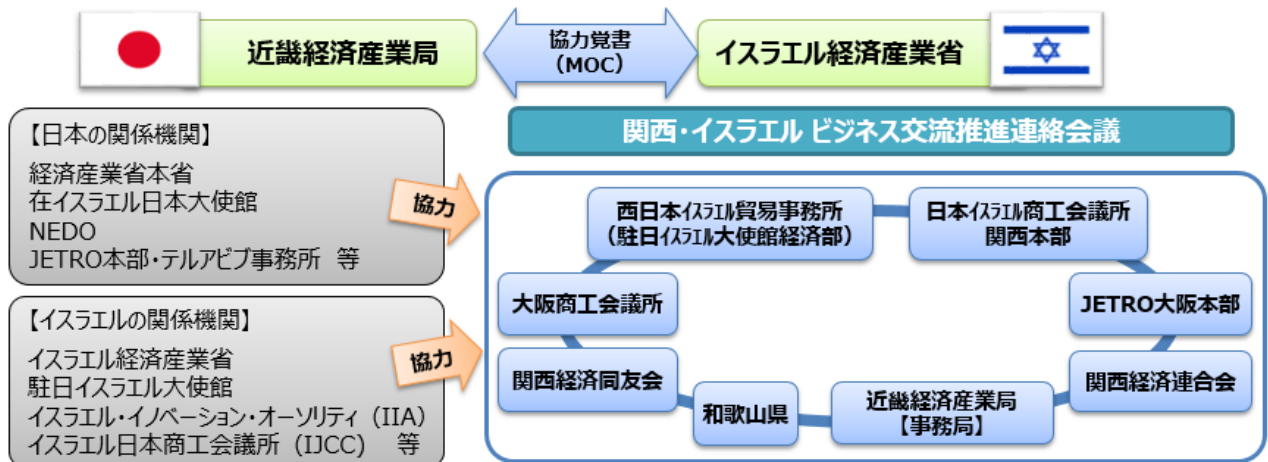 近畿経済産業局
協力覚書
（MOC）
イスラエル経済産業省
【日本の関係機関】
経済産業省本省
在イスラエル日本大使館
NEDO
JETRO本部・テルアビブ事務所 等
協力
【イスラエルの関係機関】
イスラエル経済産業省
駐日イスラエル大使館
イスラエル・イノベーション・オーソリティ（IIA）
イスラエル日本商工会議所（IJCC） 等
協力
関西・イスラエル ビジネス交流推進連絡会議
西日本イスラエル貿易事務所
（駐日イスラエル大使館経済部）
日本イスラエル商工会議所
関西本部
大阪商工会議所
JETRO大阪本部
関西経済同友会
関西経済連合会
和歌山県
近畿経済産業局
【事務局】